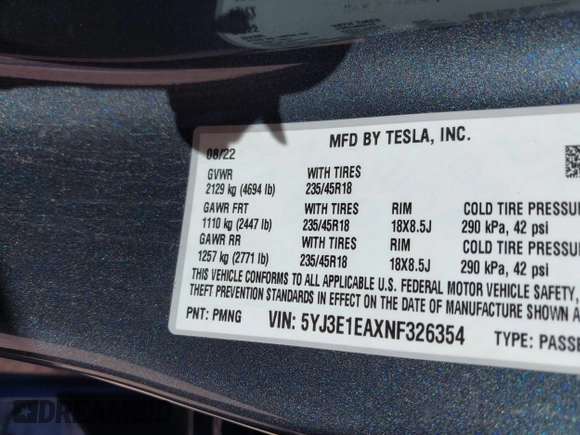 MFD BY TESLA, INC.
08/22
GVWR WITH TIRES
2129 kg (4694 lb) 235/45R18
GAWR FRT WITH TIRES RIM COLD TIRE PRESSU
1110 kg (2447 lb) 235/45R18 18X8.5J 290 kPa, 42 psi
GAWR RR WITH TIRES RIM COLD TIRE PRESSUR
1257 kg (2771 lb) 235/45R18 18X8.5J 290 kPa, 42 psi
THIS VEHICLE CONFORMS TO ALL APPLICABLE U.S. FEDERAL MOTOR VEHICLE SAFETY,
THEFT PREVENTION STANDARDS IN EFFECT ON THE DATE OF MANUFACTURE SHOWN A
PNT: PMNG VIN: 5YJ3E1EAXNF326354 TYPE: PASSE
DREAMBID